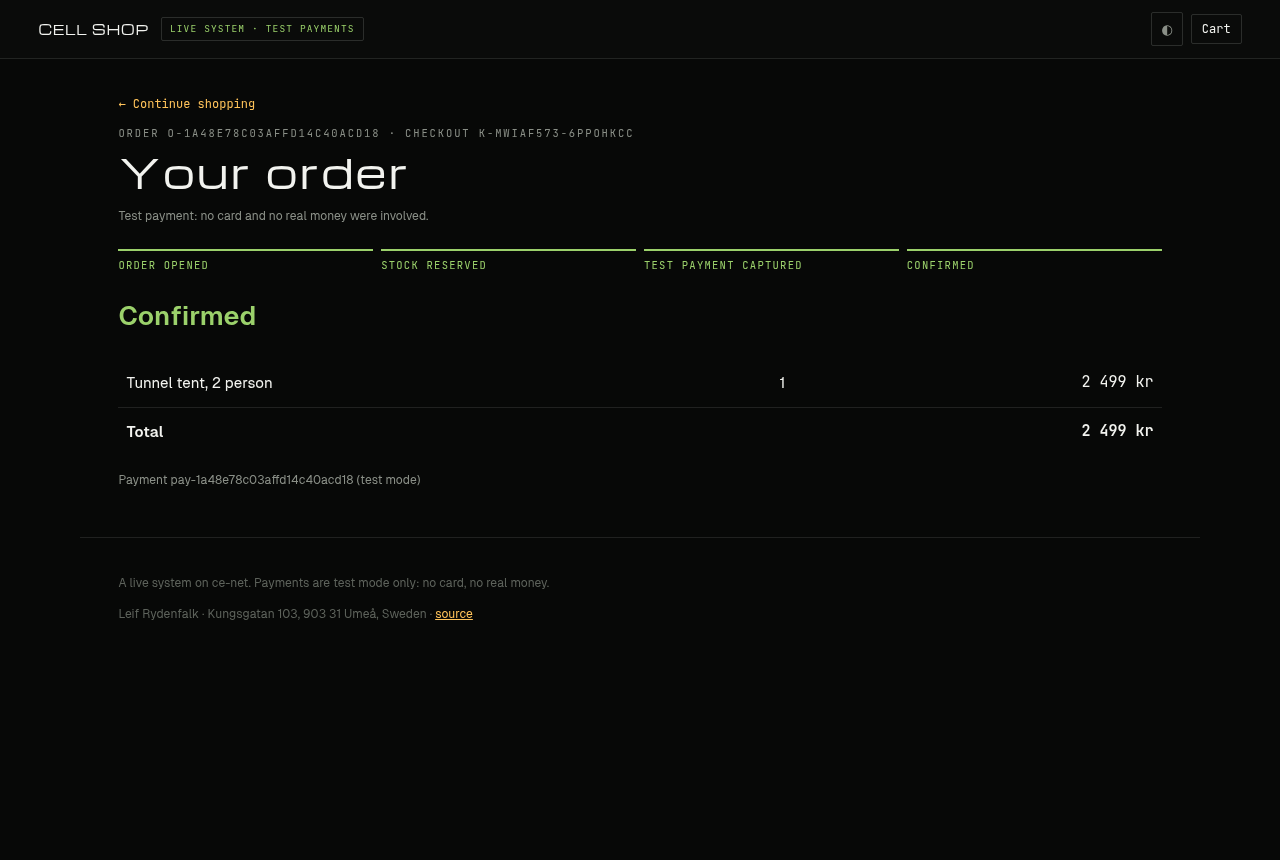 CELL SHOP
LIVE SYSTEM · TEST PAYMENTS
Cart
← Continue shopping
ORDER O-1A48E78C03AFFD14C40ACD18 · CHECKOUT K-MWIAF573-6PPOHKCC
Your order
Test payment: no card and no real money were involved.
ORDER OPENED
STOCK RESERVED
TEST PAYMENT CAPTURED
CONFIRMED
Confirmed
Tunnel tent, 2 person 1 2 499 kr
Total 2 499 kr
Payment pay-1a48e78c03affd14c40acd18 (test mode)
A live system on ce-net. Payments are test mode only: no card, no real money.
Leif Rydenfalk · Kungsgatan 103, 903 31 Umeå, Sweden · source